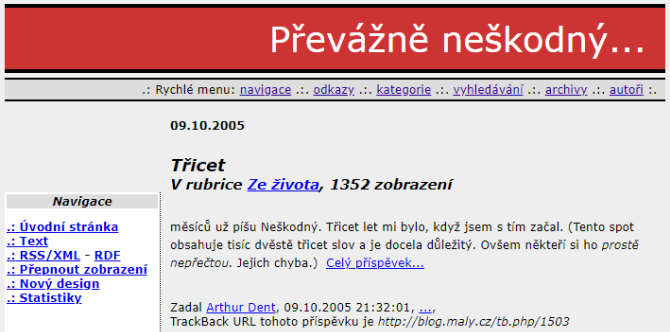 Převážně neškodný...
.: Rychlé menu: navigace .:. odkazy .:. kategorie .:. vyhledávání .:. archivy .:. autoři :.
09.10.2005
Třicet
V rubrice Ze života, 1352 zobrazení
měsíců už píšu Neškodný. Třicet let mi bylo, když jsem s tím začal. (Tento spot
obsahuje tisíc dvěstě třicet slov a je docela důležitý. Ovšem někteří si ho prostě
nepřečtou. Jejich chyba.) Celý příspěvek...
Zadal Arthur Dent, 09.10.2005 21:32:01, ...,
TrackBack URL tohoto příspěvku je http://blog.maly.cz/tb.php/1503
Navigace
.: Úvodní stránka
.: Text
.: RSS/XML - RDF
.: Přepnout zobrazení
.: Nový design
.: Statistiky